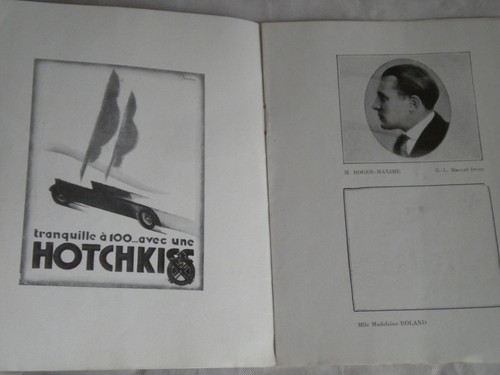 tranquille à 100...avec une
HOTCHKISS
M. ROGER-MAXIME
Mlle Madeleine ROLAND